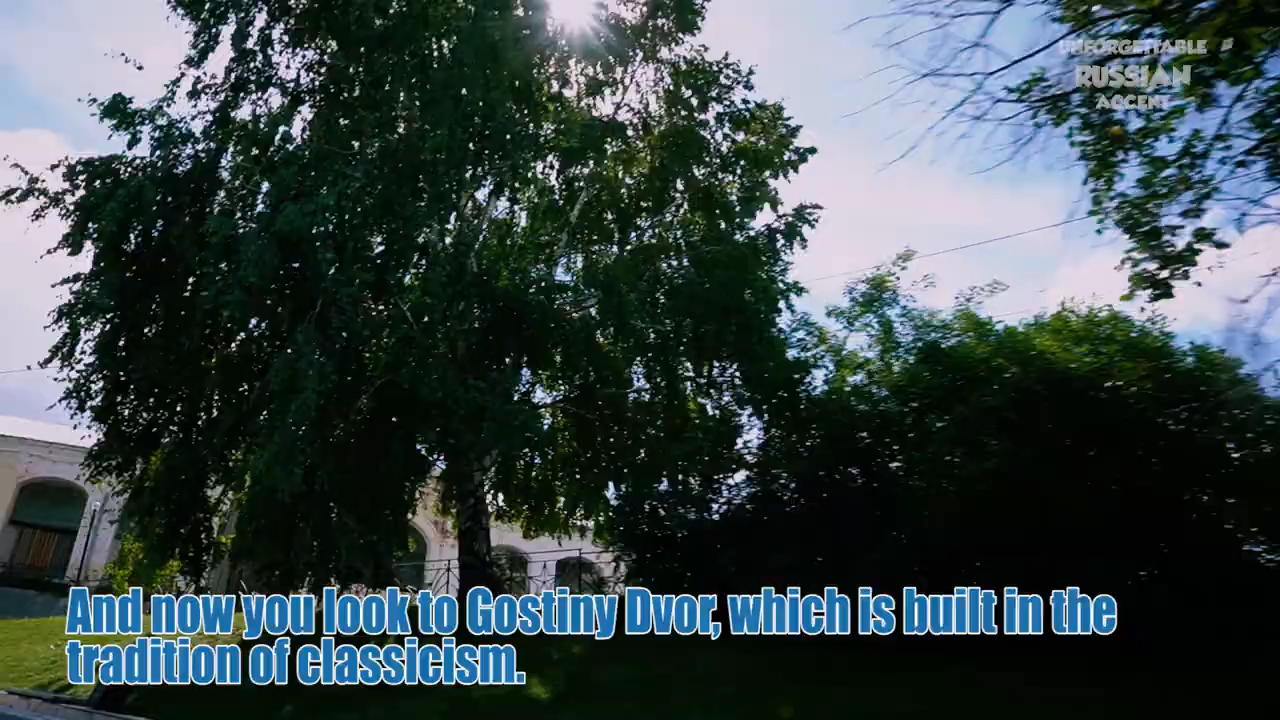 UNFORGETTABLE
RUSSIAN
ACCENT
And now you look to Gostiny Dvor, which is built in the
tradition of classicism.